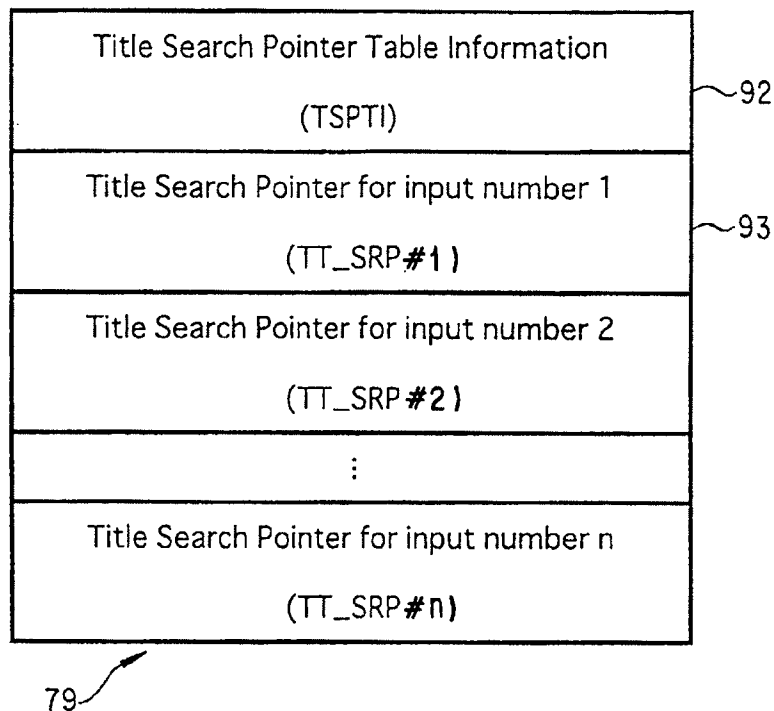 Title Search Pointer Table Information
(TSPTI)
92
Title Search Pointer for input number 1
(TT_SRP#1)
93
Title Search Pointer for input number 2
(TT_SRP#2)
⋮
Title Search Pointer for input number n
(TT_SRP#n)
79